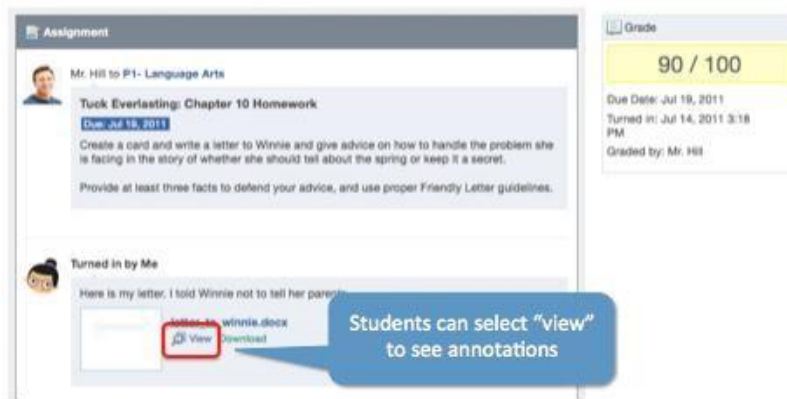 Assignment
Mr. Hill to P1- Language Arts
Tuck Everlasting: Chapter 10 Homework
Due: Jul 19, 2011
Create a card and write a letter to Winnie and give advice on how to handle the problem she
is facing in the story of whether she should tell about the spring or keep it a secret.
Provide at least three facts to defend your advice, and use proper Friendly Letter guidelines.
Turned in by Me
Here is my letter. I told Winnie not to tell her parents
letter_to_winnie.docx
View Download
Students can select "view"
to see annotations
Grade
90 / 100
Due Date: Jul 19, 2011
Turned in: Jul 14, 2011 3:18
PM
Graded by: Mr. Hill